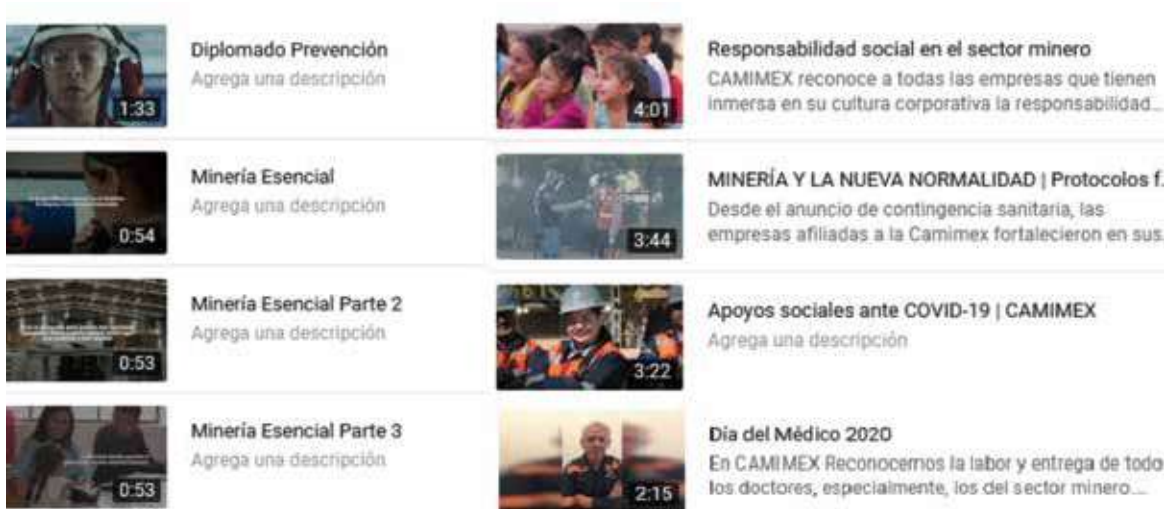 1:33
Diplomado Prevención
Agrega una descripción
0:54
Minería Esencial
Agrega una descripción
0:53
Minería Esencial Parte 2
Agrega una descripción
0:53
Minería Esencial Parte 3
Agrega una descripción
4:01
Responsabilidad social en el sector minero
CAMIMEX reconoce a todas las empresas que tienen
inmersa en su cultura corporativa la responsabilidad...
3:44
MINERÍA Y LA NUEVA NORMALIDAD | Protocolos f.
Desde el anuncio de contingencia sanitaria, las
empresas afiliadas a la Camimex fortalecieron en sus.
3:22
Apoyos sociales ante COVID-19 | CAMIMEX
Agrega una descripción
2:15
Día del Médico 2020
En CAMIMEX Reconocemos la labor y entrega de todo
los doctores, especialmente, los del sector minero....